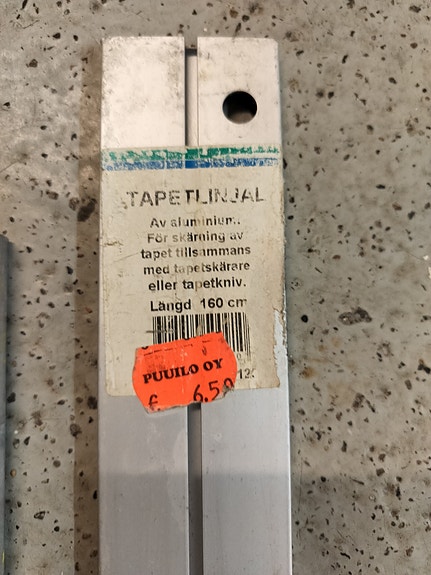 TAPETLINJAL
Av aluminium.
För skärning av
tapet tillsammans
med tapetskärare
eller tapetkniv.
Längd 160 cm
PUUILO OY
€ 6.50